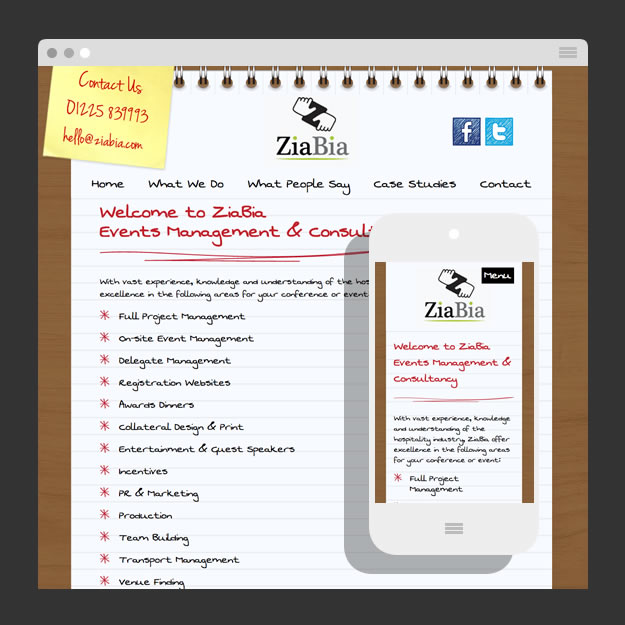 Contact Us
01225 839993
hello@ziabia.com
ZiaBia
Home What We Do What People Say Case Studies Contact
Welcome to ZiaBia
Events Management & Consult
With vast experience, knowledge and understanding of the hos
excellence in the following areas for your conference or event
Full Project Management
On-site Event Management
Delegate Management
Registration Websites
Awards Dinners
Collateral Design & Print
Entertainment & Guest Speakers
Incentives
PR & Marketing
Production
Team Building
Transport Management
Venue Finding
Menu
ZiaBia
Welcome to ZiaBia
Events Management &
Consultancy
With vast experience, knowledge
and understanding of the
hospitality industry, ZiaBia offer
excellence in the following areas
for your conference or event:
Full Project
Management